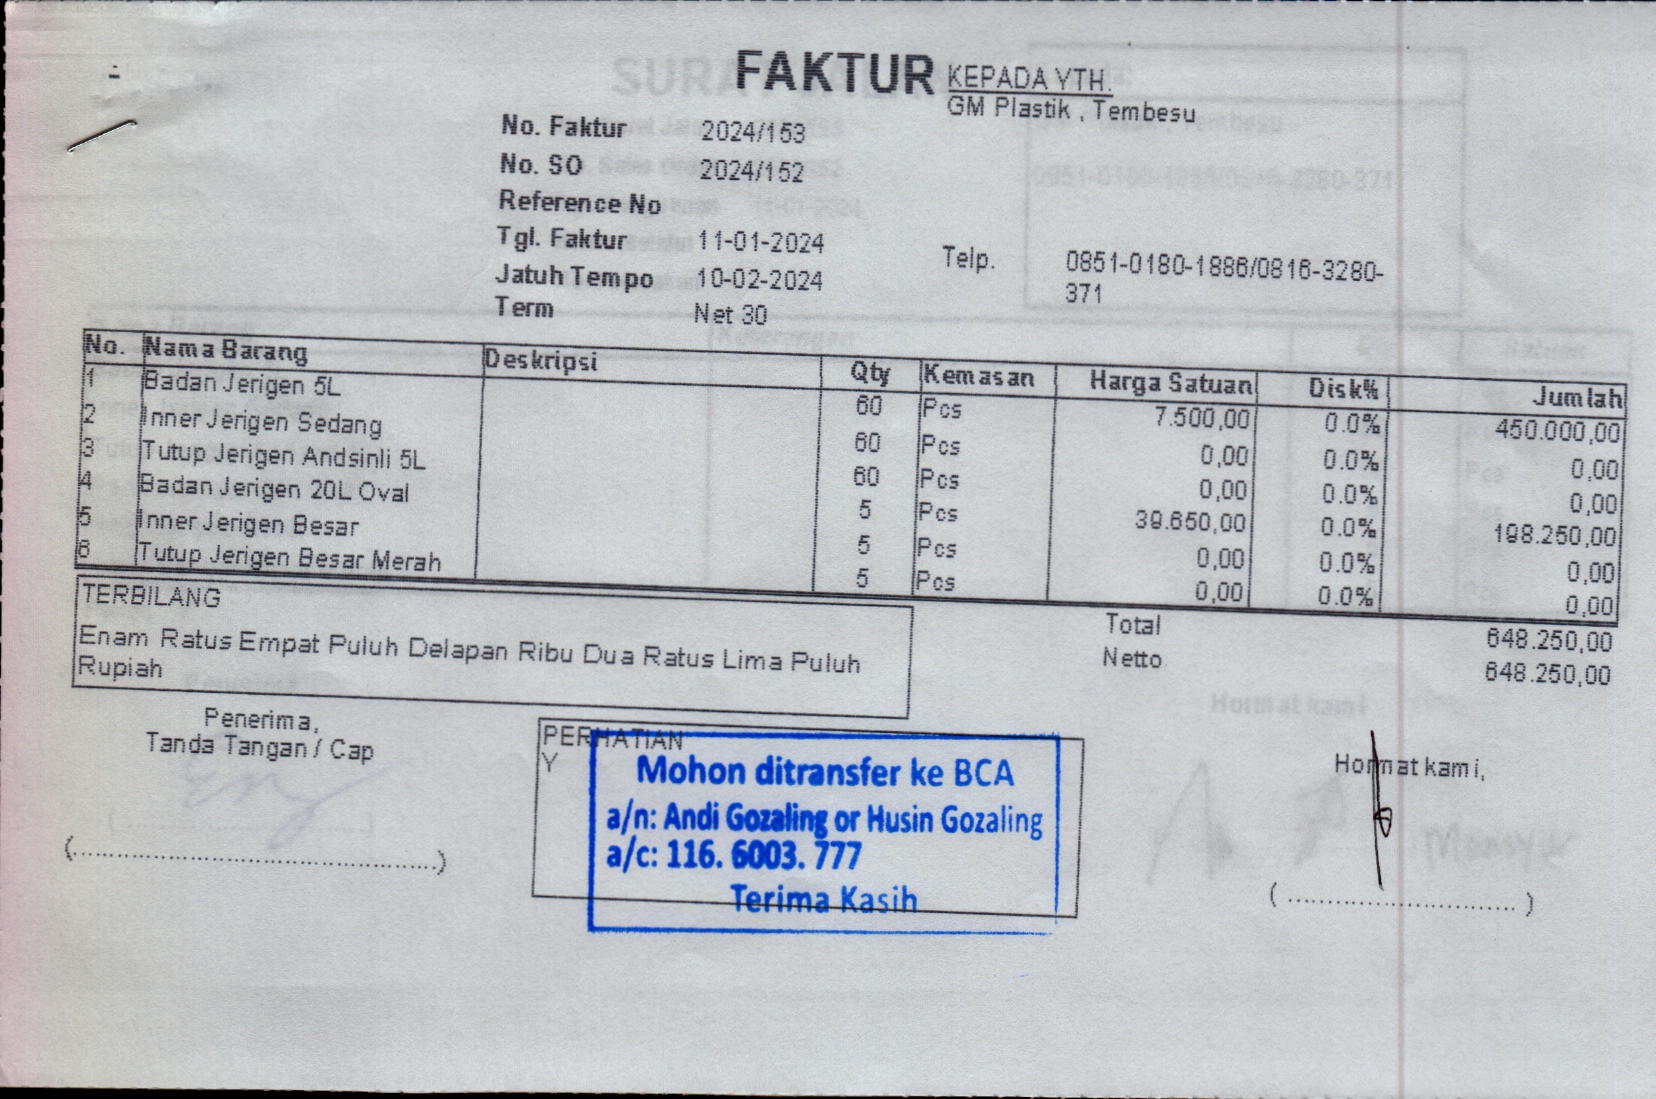 FAKTUR
KEPADA YTH.
GM Plastik , Tembesu
No. Faktur 2024/153
No. SO 2024/152
Reference No
Tgl. Faktur 11-01-2024
Jatuh Tempo 10-02-2024
Term Net 30
Telp. 0851-0180-1886/0816-3280-
371
No. Nama Barang Deskripsi Qty Kemasan Harga Satuan Disk% Jumlah
1 Badan Jerigen 5L 60 Pcs 7.500,00 0.0% 450.000,00
2 Inner Jerigen Sedang 60 Pcs 0,00 0.0% 0,00
3 Tutup Jerigen Andsinli 5L 60 Pcs 0,00 0.0% 0,00
4 Badan Jerigen 20L Oval 5 Pcs 39.650,00 0.0% 198.250,00
5 Inner Jerigen Besar 5 Pcs 0,00 0.0% 0,00
6 Tutup Jerigen Besar Merah 5 Pcs 0,00 0.0% 0,00
TERBILANG
Enam Ratus Empat Puluh Delapan Ribu Dua Ratus Lima Puluh
Rupiah
Total 648.250,00
Netto 648.250,00
Penerima,
Tanda Tangan / Cap
(..........................................)
PERHATIAN
Y
Mohon ditransfer ke BCA
a/n: Andi Gozaling or Husin Gozaling
a/c: 116. 6003. 777
Terima Kasih
Hormat kami,
( ............................ )